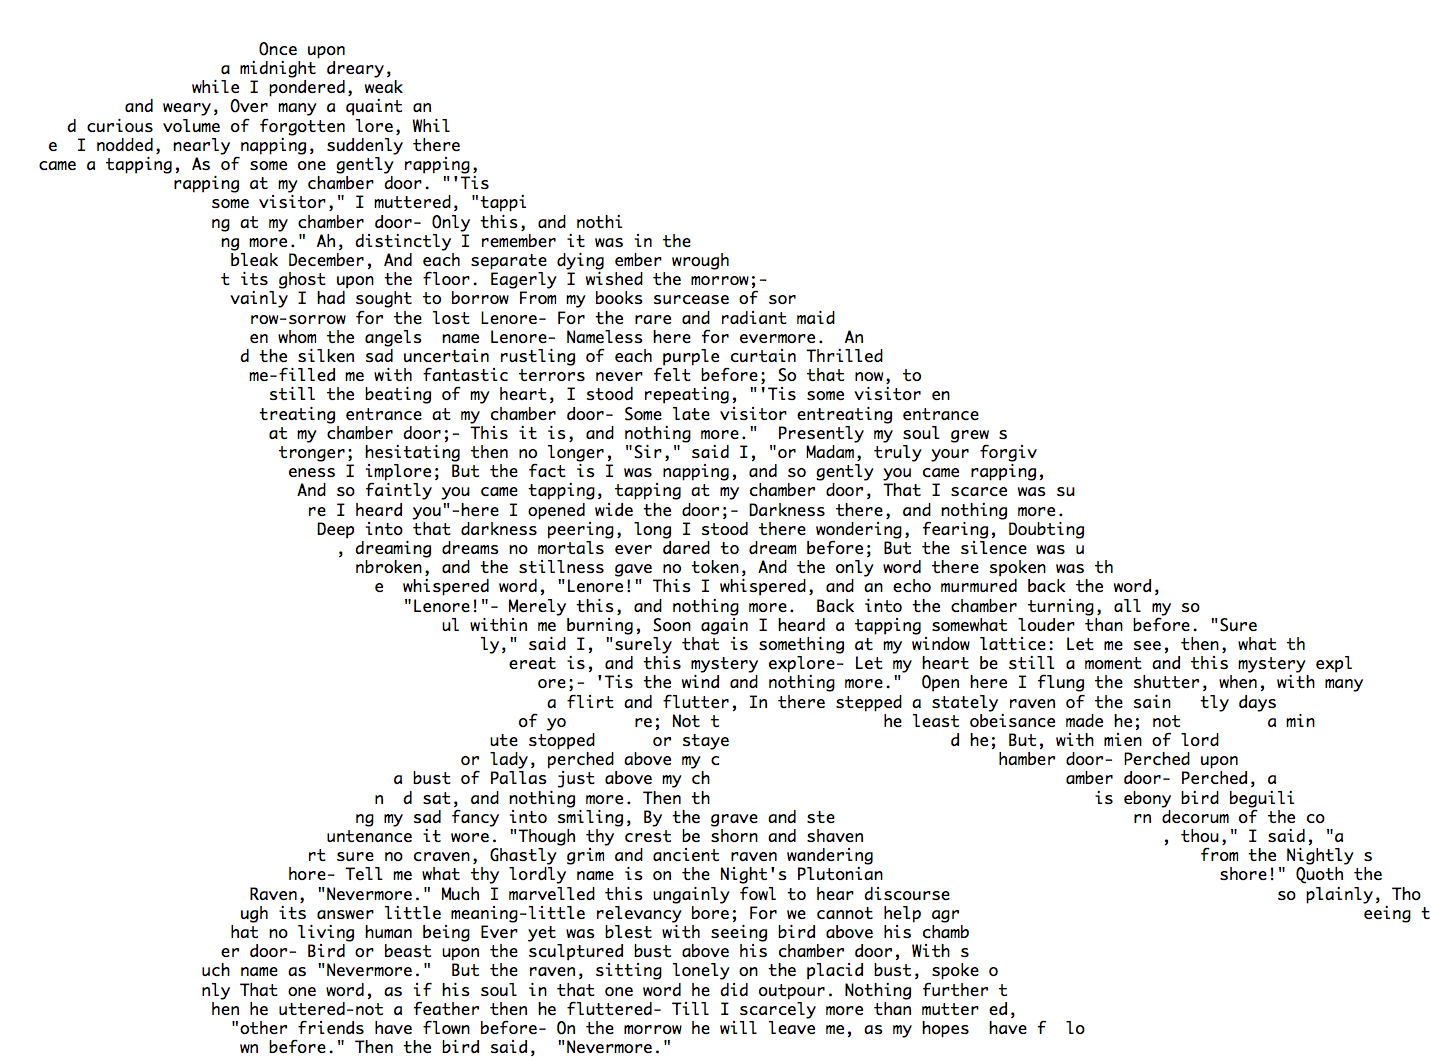 Once upon
a midnight dreary,
while I pondered, weak
and weary, Over many a quaint an
d curious volume of forgotten lore, Whil
e  I nodded, nearly napping, suddenly there
came a tapping, As of some one gently rapping,
rapping at my chamber door. "'Tis
some visitor," I muttered, "tappi
ng at my chamber door- Only this, and nothi
ng more." Ah, distinctly I remember it was in the
bleak December, And each separate dying ember wrough
t its ghost upon the floor. Eagerly I wished the morrow;-
vainly I had sought to borrow From my books surcease of sor
row-sorrow for the lost Lenore- For the rare and radiant maid
en whom the angels  name Lenore- Nameless here for evermore.  An
d the silken sad uncertain rustling of each purple curtain Thrilled
me-filled me with fantastic terrors never felt before; So that now, to
still the beating of my heart, I stood repeating, "'Tis some visitor en
treating entrance at my chamber door- Some late visitor entreating entrance
at my chamber door;- This it is, and nothing more."  Presently my soul grew s
tronger; hesitating then no longer, "Sir," said I, "or Madam, truly your forgiv
eness I implore; But the fact is I was napping, and so gently you came rapping,
And so faintly you came tapping, tapping at my chamber door, That I scarce was su
re I heard you"-here I opened wide the door;- Darkness there, and nothing more.
Deep into that darkness peering, long I stood there wondering, fearing, Doubting
, dreaming dreams no mortals ever dared to dream before; But the silence was u
nbroken, and the stillness gave no token, And the only word there spoken was th
e  whispered word, "Lenore!" This I whispered, and an echo murmured back the word,
"Lenore!"- Merely this, and nothing more.  Back into the chamber turning, all my so
ul within me burning, Soon again I heard a tapping somewhat louder than before. "Sure
ly," said I, "surely that is something at my window lattice: Let me see, then, what th
ereat is, and this mystery explore- Let my heart be still a moment and this mystery expl
ore;- 'Tis the wind and nothing more."  Open here I flung the shutter, when, with many
a flirt and flutter, In there stepped a stately raven of the sain   tly days
of yo       re; Not t                 he least obeisance made he; not         a min
ute stopped      or staye                       d he; But, with mien of lord
or lady, perched above my c                             hamber door- Perched upon
a bust of Pallas just above my ch                                     amber door- Perched, a
n  d sat, and nothing more. Then th                                        is ebony bird beguili
ng my sad fancy into smiling, By the grave and ste                               rn decorum of the co
untenance it wore. "Though thy crest be shorn and shaven                               , thou," I said, "a
rt sure no craven, Ghastly grim and ancient raven wandering                                  from the Nightly s
hore- Tell me what thy lordly name is on the Night's Plutonian                                   shore!" Quoth the
Raven, "Nevermore." Much I marvelled this ungainly fowl to hear discourse                                  so plainly, Tho
ugh its answer little meaning-little relevancy bore; For we cannot help agr                                          eeing t
hat no living human being Ever yet was blest with seeing bird above his chamb
er door- Bird or beast upon the sculptured bust above his chamber door, With s
uch name as "Nevermore."  But the raven, sitting lonely on the placid bust, spoke o
nly That one word, as if his soul in that one word he did outpour. Nothing further t
hen he uttered-not a feather then he fluttered- Till I scarcely more than mutter ed,
"other friends have flown before- On the morrow he will leave me, as my hopes  have f  lo
wn before." Then the bird said,  "Nevermore."